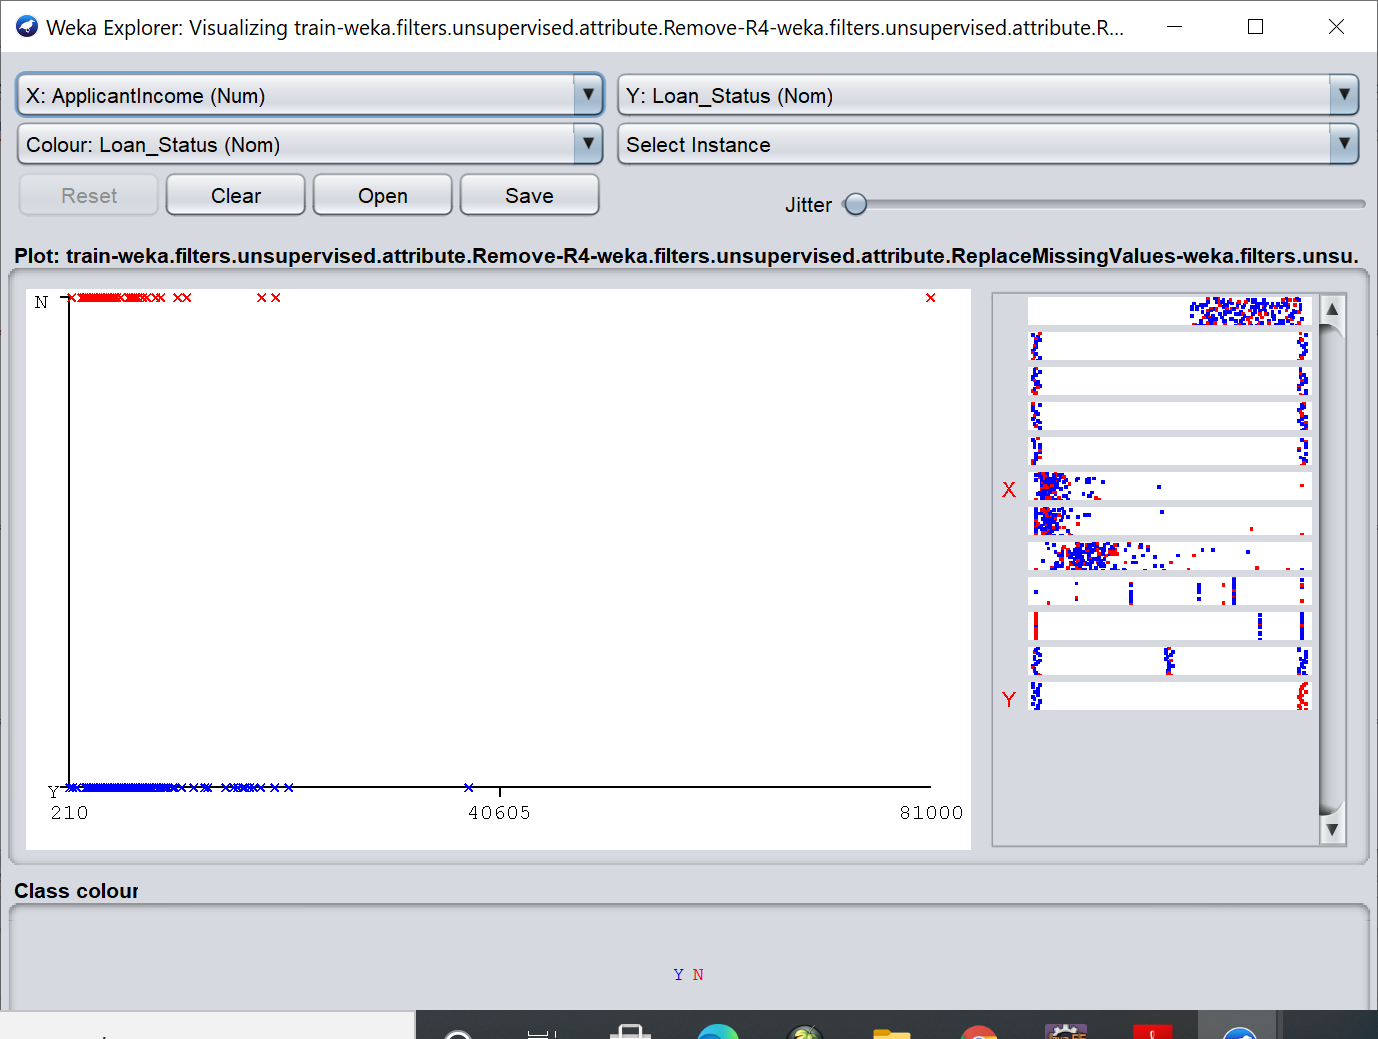 Weka Explorer: Visualizing train-weka.filters.unsupervised.attribute.Remove-R4-weka.filters.unsupervised.attribute.R...
X: ApplicantIncome (Num)
Y: Loan_Status (Nom)
Colour: Loan_Status (Nom)
Select Instance
Reset
Clear
Open
Save
Jitter
Plot: train-weka.filters.unsupervised.attribute.Remove-R4-weka.filters.unsupervised.attribute.ReplaceMissingValues-weka.filters.unsu.
N
Y
210
40605
81000
X
Y
Class colour
Y N